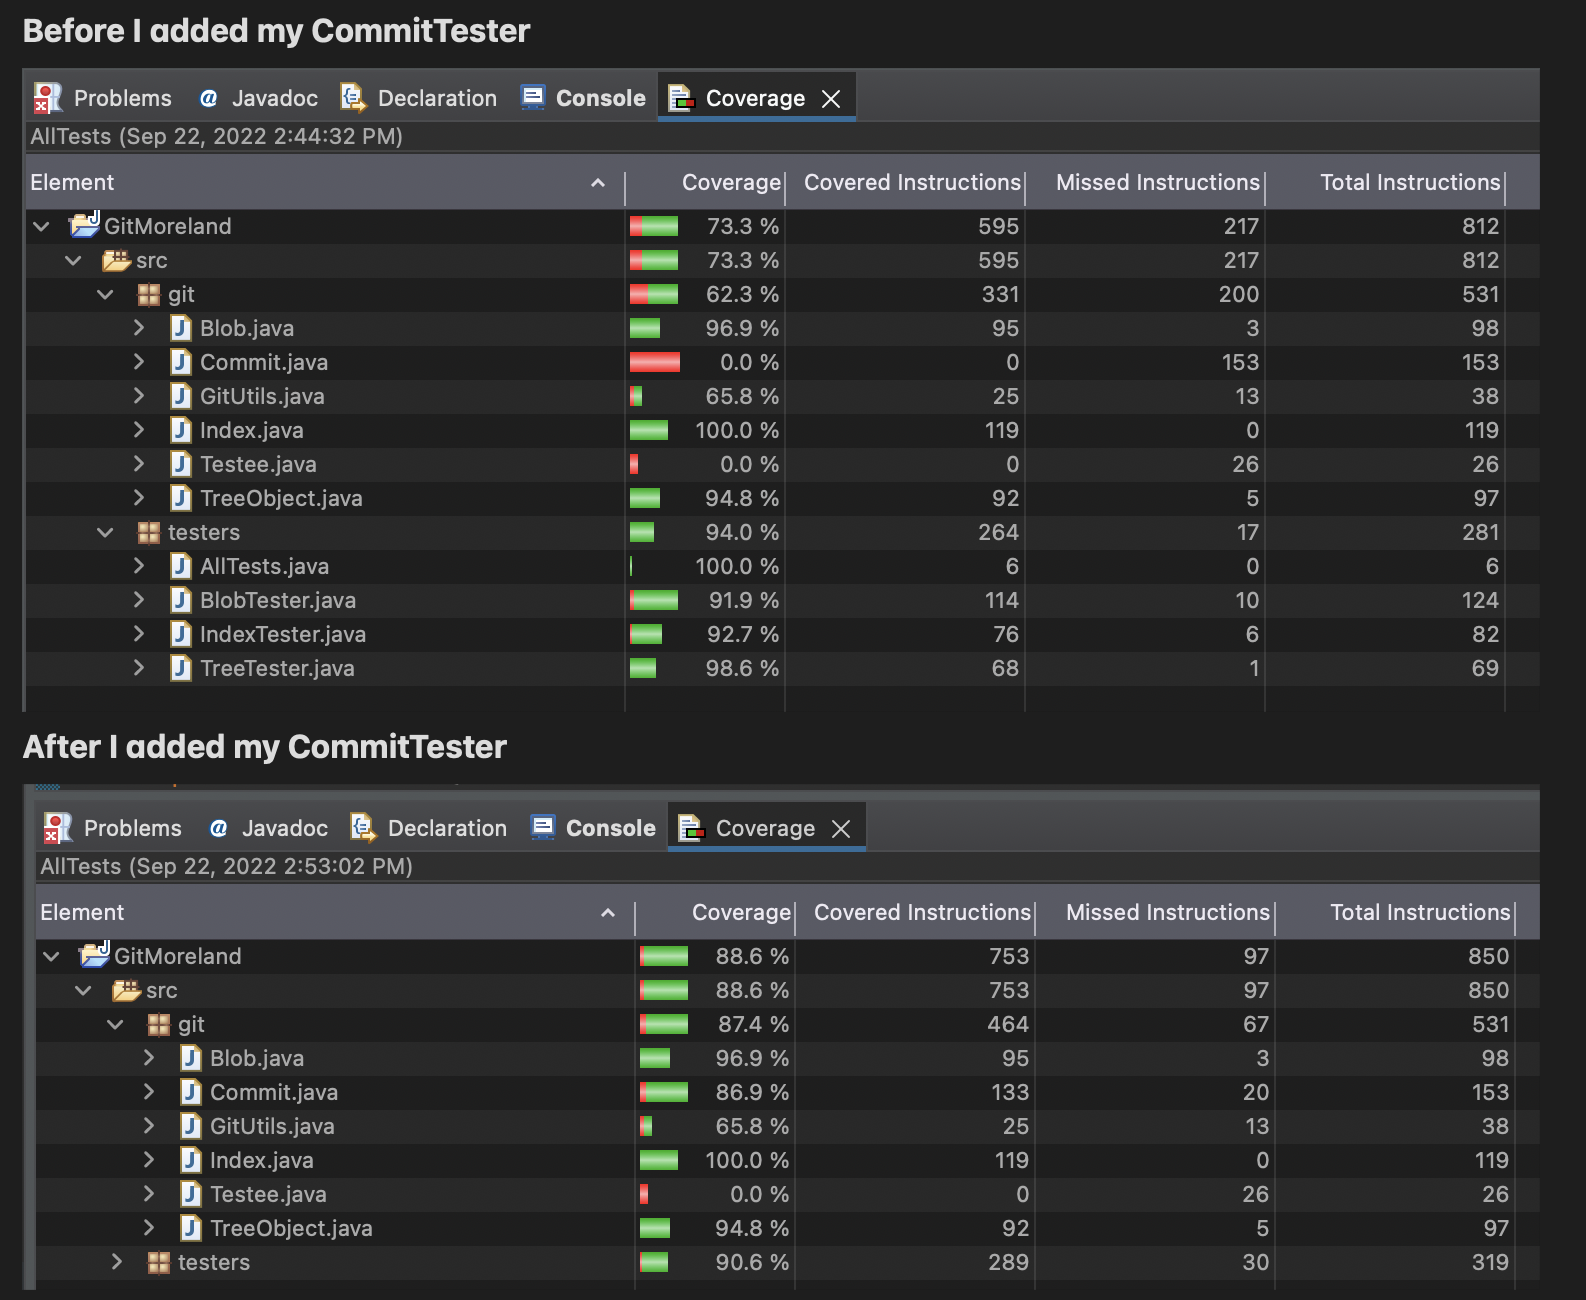 Before I added my CommitTester
Problems @ Javadoc Declaration Console Coverage
AllTests (Sep 22, 2022 2:44:32 PM)
Element Coverage Covered Instructions Missed Instructions Total Instructions
GitMoreland 73.3 % 595 217 812
src 73.3 % 595 217 812
git 62.3 % 331 200 531
Blob.java 96.9 % 95 3 98
Commit.java 0.0 % 0 153 153
GitUtils.java 65.8 % 25 13 38
Index.java 100.0 % 119 0 119
Testee.java 0.0 % 0 26 26
TreeObject.java 94.8 % 92 5 97
testers 94.0 % 264 17 281
AllTests.java 100.0 % 6 0 6
BlobTester.java 91.9 % 114 10 124
IndexTester.java 92.7 % 76 6 82
TreeTester.java 98.6 % 68 1 69
After I added my CommitTester
Problems @ Javadoc Declaration Console Coverage
AllTests (Sep 22, 2022 2:53:02 PM)
Element Coverage Covered Instructions Missed Instructions Total Instructions
GitMoreland 88.6 % 753 97 850
src 88.6 % 753 97 850
git 87.4 % 464 67 531
Blob.java 96.9 % 95 3 98
Commit.java 86.9 % 133 20 153
GitUtils.java 65.8 % 25 13 38
Index.java 100.0 % 119 0 119
Testee.java 0.0 % 0 26 26
TreeObject.java 94.8 % 92 5 97
testers 90.6 % 289 30 319